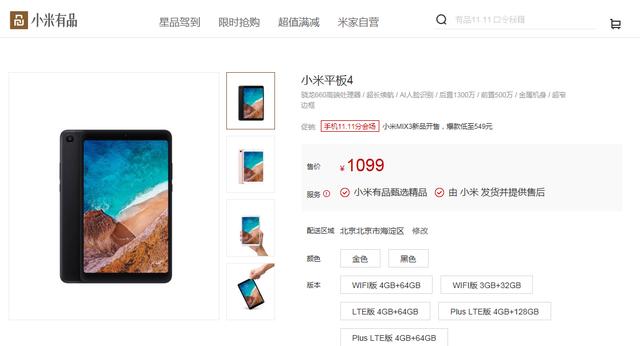 小米有品
星品驾到 限时抢购 超值满减 米家自营
有品11.11 口令秘籍
小米平板4
骁龙660高端处理器 / 超长续航 / AI人脸识别 / 后置1300万 / 前置500万 / 金属机身 / 超窄
边框
促销 手机11.11分会场 小米MIX3新品开售，爆款低至549元
售价 ¥ 1099
服务 小米有品甄选精品 由 小米 发货并提供售后
配送区域 北京北京市海淀区 修改
颜色 金色 黑色
版本 WIFI版 4GB+64GB WIFI版 3GB+32GB
LTE版 4GB+64GB Plus LTE版 4GB+128GB
Plus LTE版 4GB+64GB